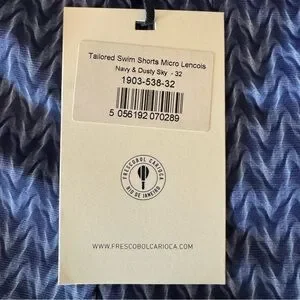 Tailored Swim Shorts Micro Lencois
Navy & Dusty Sky - 32
1903-538-32
5 056192 070289
FRESCOBOL CARIOCA
RIO DE JANEIRO
WWW.FRESCOBOLCARIOCA.COM